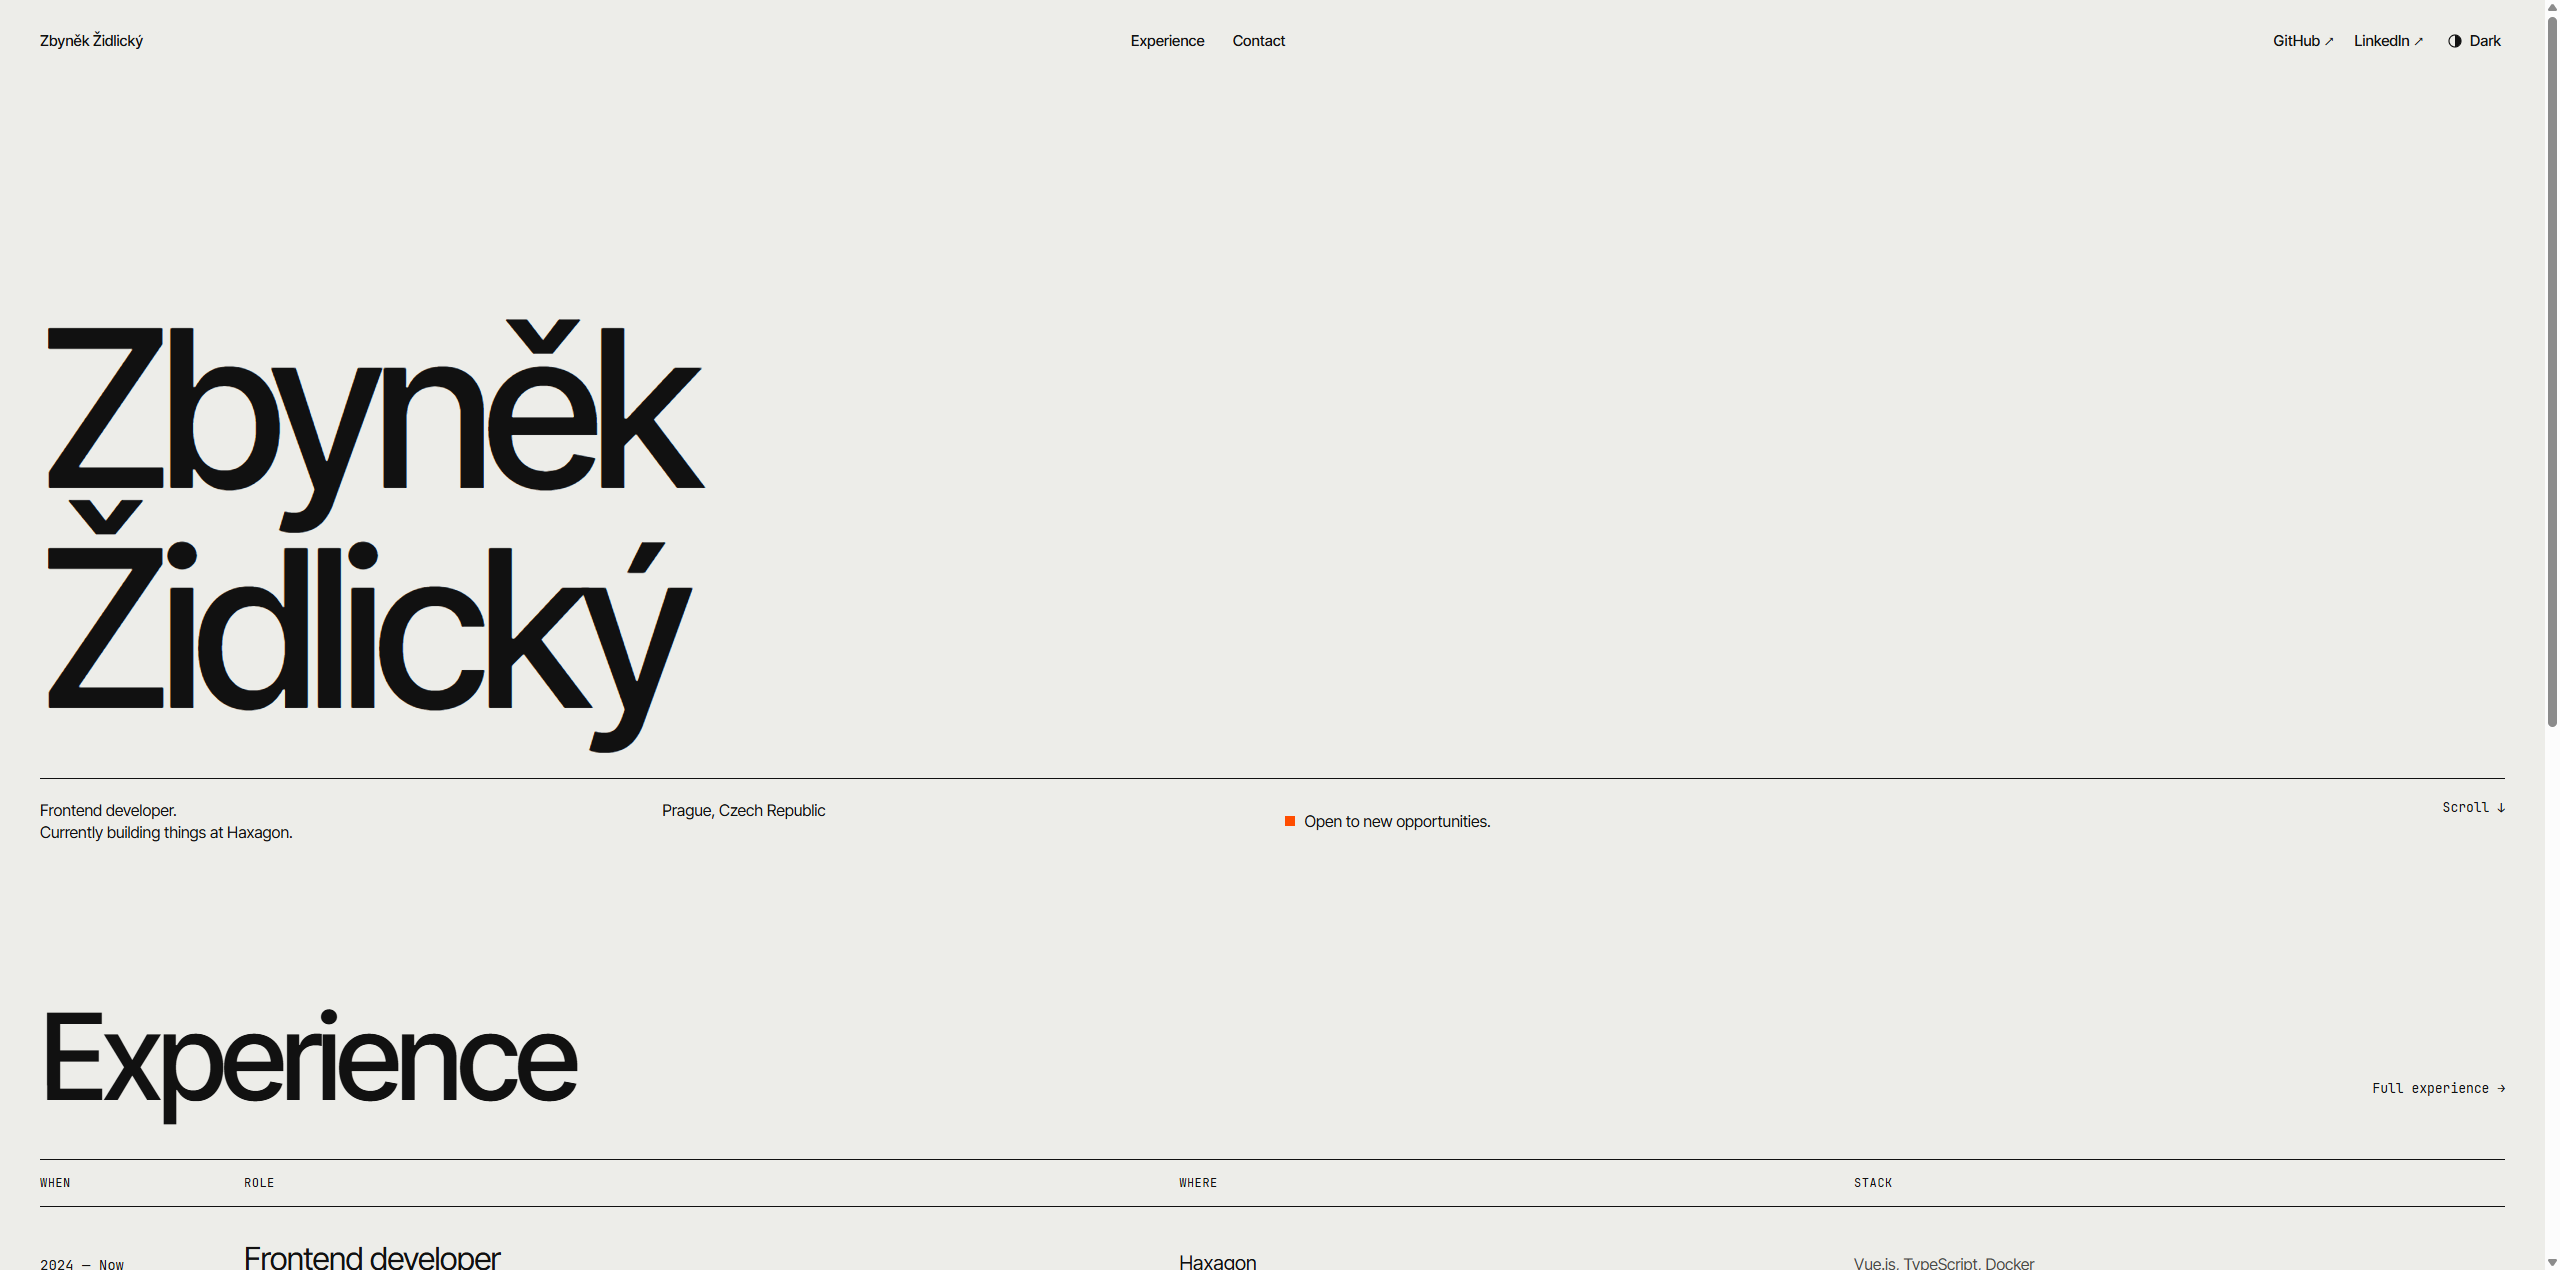 Zbyněk Židlický
Experience Contact
GitHub ↗ LinkedIn ↗ Dark
Zbyněk
Židlický
Frontend developer.
Currently building things at Haxagon.
Prague, Czech Republic
Open to new opportunities.
Scroll ↓
Experience
Full experience →
WHEN ROLE WHERE STACK
2024 — Now Frontend developer Haxagon Vue.js, TypeScript, Docker